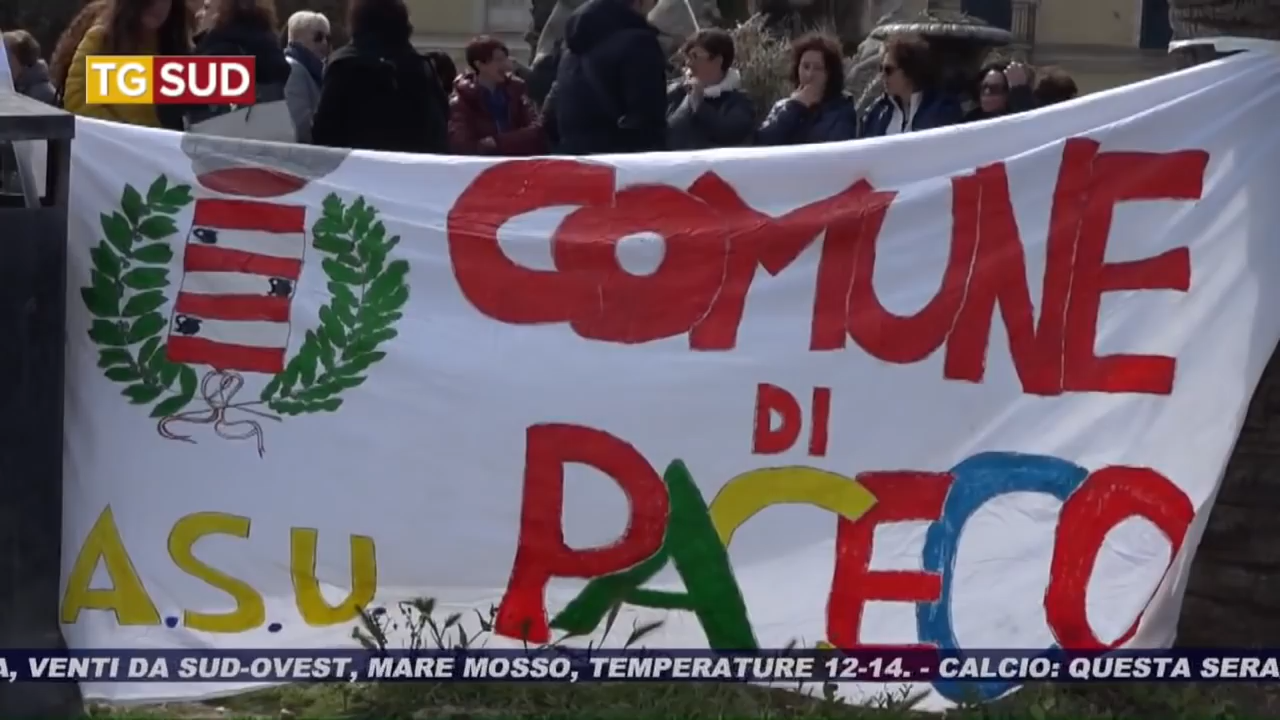 TG SUD
COMUNE
DI
PACECO
A.S.U
A, VENTI DA SUD-OVEST, MARE MOSSO, TEMPERATURE 12-14. - CALCIO: QUESTA SERA